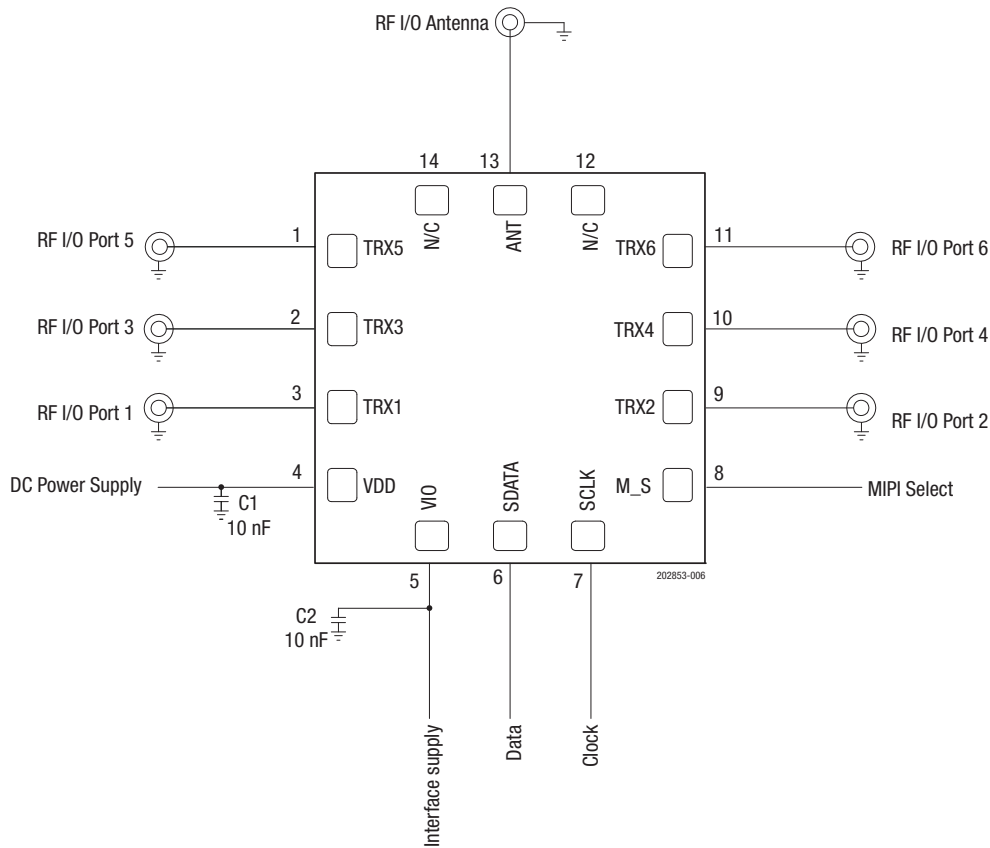 RF I/O Antenna
14 13 12
N/C ANT N/C
RF I/O Port 5 1 TRX5 TRX6 11 RF I/O Port 6
RF I/O Port 3 2 TRX3 TRX4 10 RF I/O Port 4
RF I/O Port 1 3 TRX1 TRX2 9 RF I/O Port 2
DC Power Supply 4 VDD M_S 8 MIPI Select
VIO SDATA SCLK
C1
10 nF
202853-006
5 6 7
C2
10 nF
Interface supply
Data
Clock